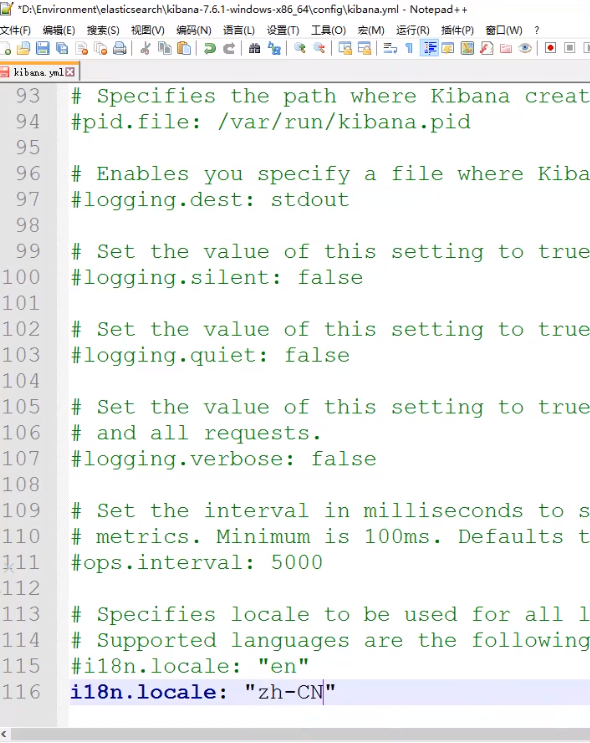 *D:\Environment\elasticsearch\kibana-7.6.1-windows-x86_64\config\kibana.yml - Notepad++
文件(F) 编辑(E) 搜索(S) 视图(V) 编码(N) 语言(L) 设置(T) 工具(O) 宏(M) 运行(R) 插件(P) 窗口(W) ?
kibana.yml
93 # Specifies the path where Kibana creat
94 #pid.file: /var/run/kibana.pid
95
96 # Enables you specify a file where Kiba
97 #logging.dest: stdout
98
99 # Set the value of this setting to true
100 #logging.silent: false
101
102 # Set the value of this setting to true
103 #logging.quiet: false
104
105 # Set the value of this setting to true
106 # and all requests.
107 #logging.verbose: false
108
109 # Set the interval in milliseconds to s
110 # metrics. Minimum is 100ms. Defaults t
111 #ops.interval: 5000
112
113 # Specifies locale to be used for all l
114 # Supported languages are the following
115 #i18n.locale: "en"
116 i18n.locale: "zh-CN"